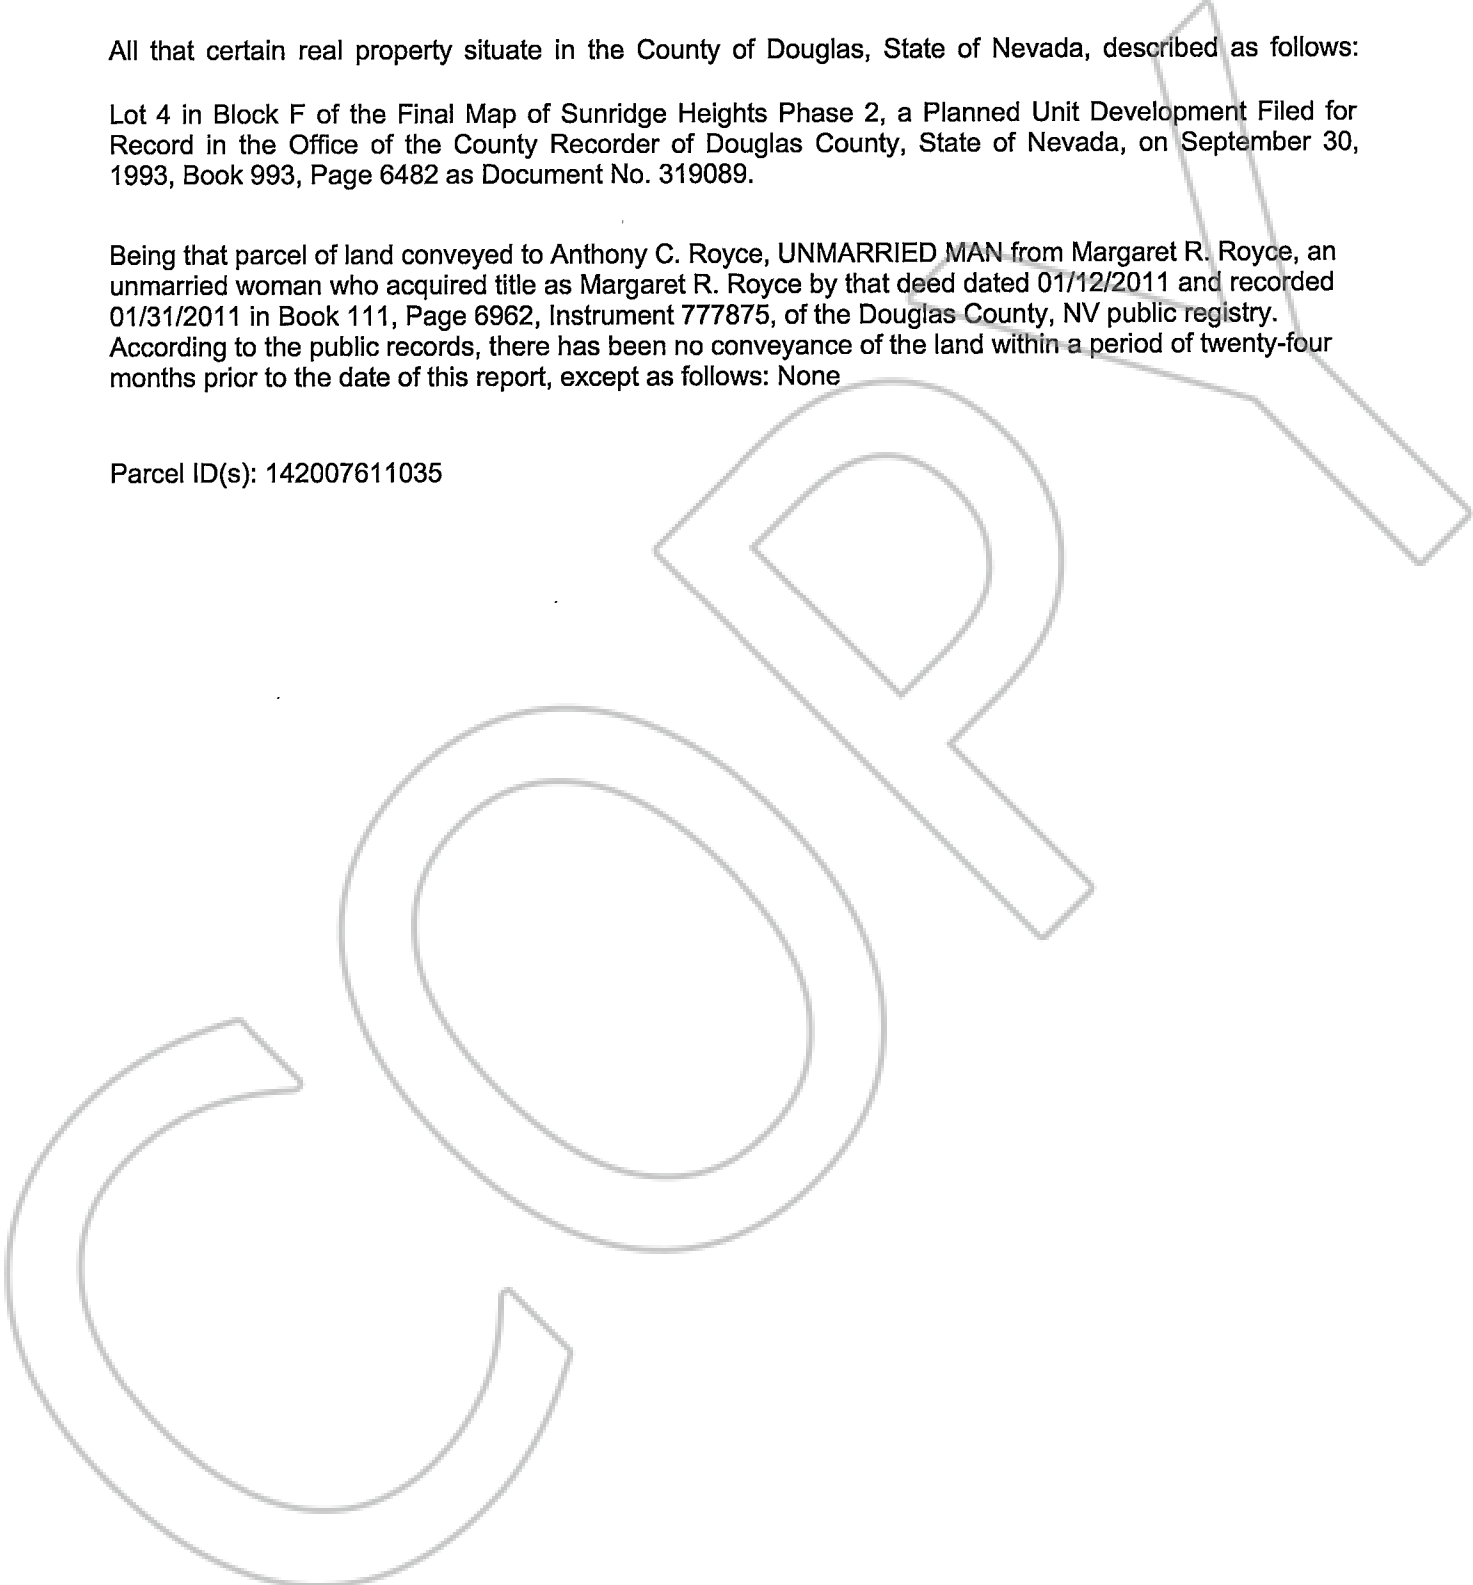 All that certain real property situate in the County of Douglas, State of Nevada, described as follows:
Lot 4 in Block F of the Final Map of Sunridge Heights Phase 2, a Planned Unit Development Filed for
Record in the Office of the County Recorder of Douglas County, State of Nevada, on September 30,
1993, Book 993, Page 6482 as Document No. 319089.
Being that parcel of land conveyed to Anthony C. Royce, UNMARRIED MAN from Margaret R. Royce, an
unmarried woman who acquired title as Margaret R. Royce by that deed dated 01/12/2011 and recorded
01/31/2011 in Book 111, Page 6962, Instrument 777875, of the Douglas County, NV public registry.
According to the public records, there has been no conveyance of the land within a period of twenty-four
months prior to the date of this report, except as follows: None
Parcel ID(s): 142007611035
COPY